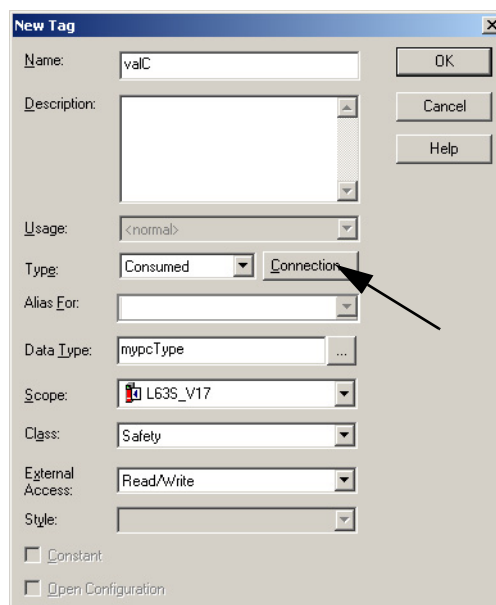 New Tag
Name:
valC
OK
Description:
Cancel
Help
Usage:
<normal>
Type:
Consumed
Connection...
Alias For:
Data Type:
mypcType
...
Scope:
L63S_V17
Class:
Safety
External
Access:
Read/Write
Style:
Constant
Open Configuration